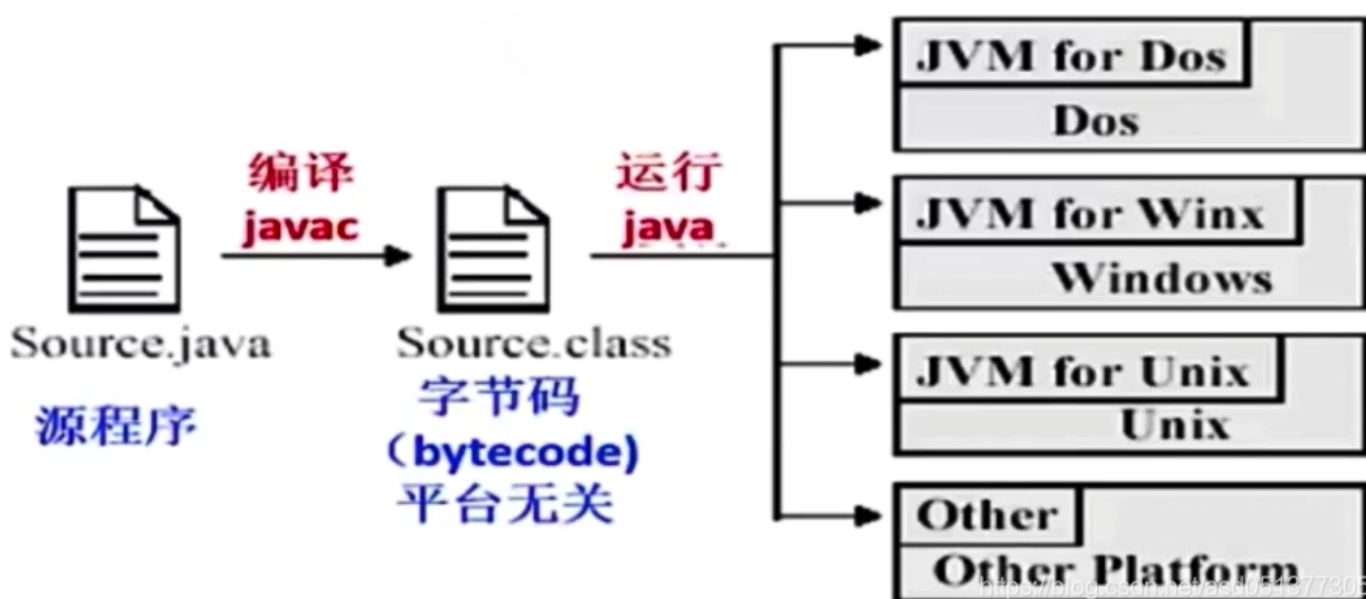 编译
javac
Source.java
源程序
Source.class
字节码
（bytecode)
平台无关
运行
java
JVM for Dos
Dos
JVM for Winx
Windows
JVM for Unix
Unix
Other
Other Platform